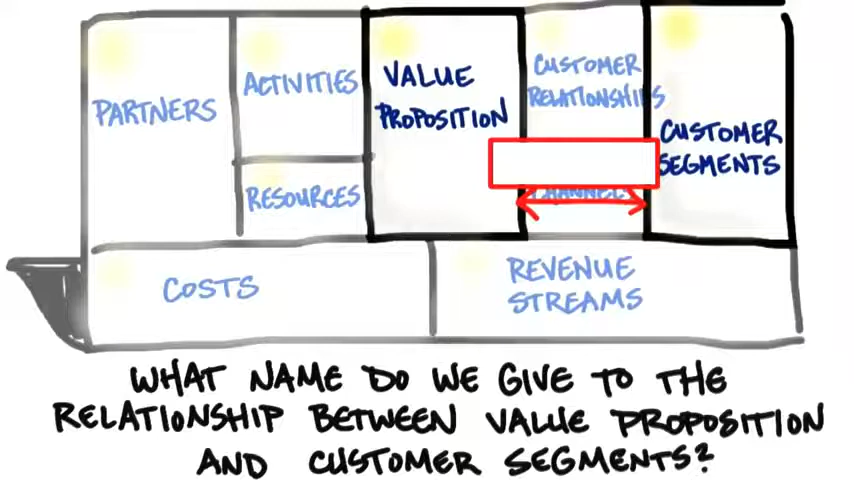 PARTNERS
ACTIVITIES
RESOURCES
VALUE
PROPOSITION
CUSTOMER
RELATIONSHIPS
CHANNELS
CUSTOMER
SEGMENTS
COSTS
REVENUE
STREAMS
WHAT NAME DO WE GIVE TO THE
RELATIONSHIP BETWEEN VALUE PROPOSITION
AND CUSTOMER SEGMENTS?